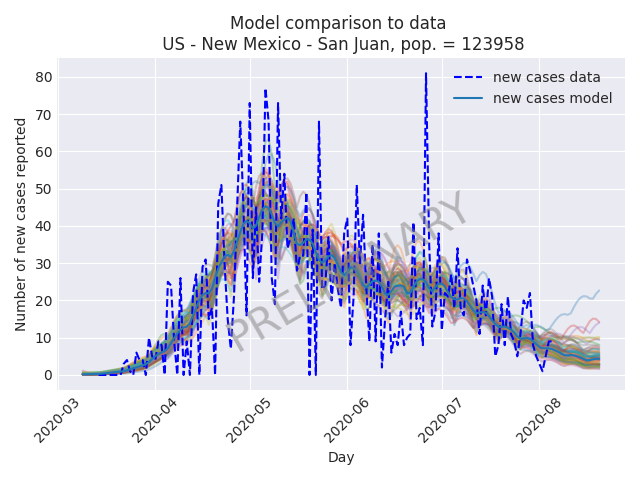 Model comparison to data
US - New Mexico - San Juan, pop. = 123958
new cases data
new cases model
Number of new cases reported
80
70
60
50
40
30
20
10
0
PRELIMINARY
2020-03
2020-04
2020-05
2020-06
2020-07
2020-08
Day